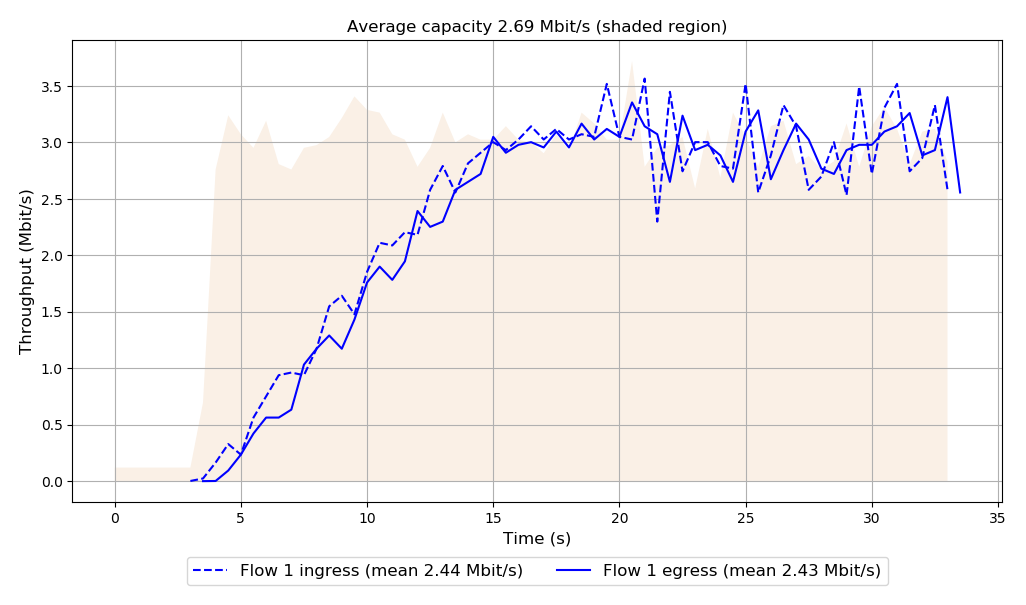 Average capacity 2.69 Mbit/s (shaded region)
Throughput (Mbit/s)
3.5
3.0
2.5
2.0
1.5
1.0
0.5
0.0
0 5 10 15 20 25 30 35
Time (s)
Flow 1 ingress (mean 2.44 Mbit/s) Flow 1 egress (mean 2.43 Mbit/s)